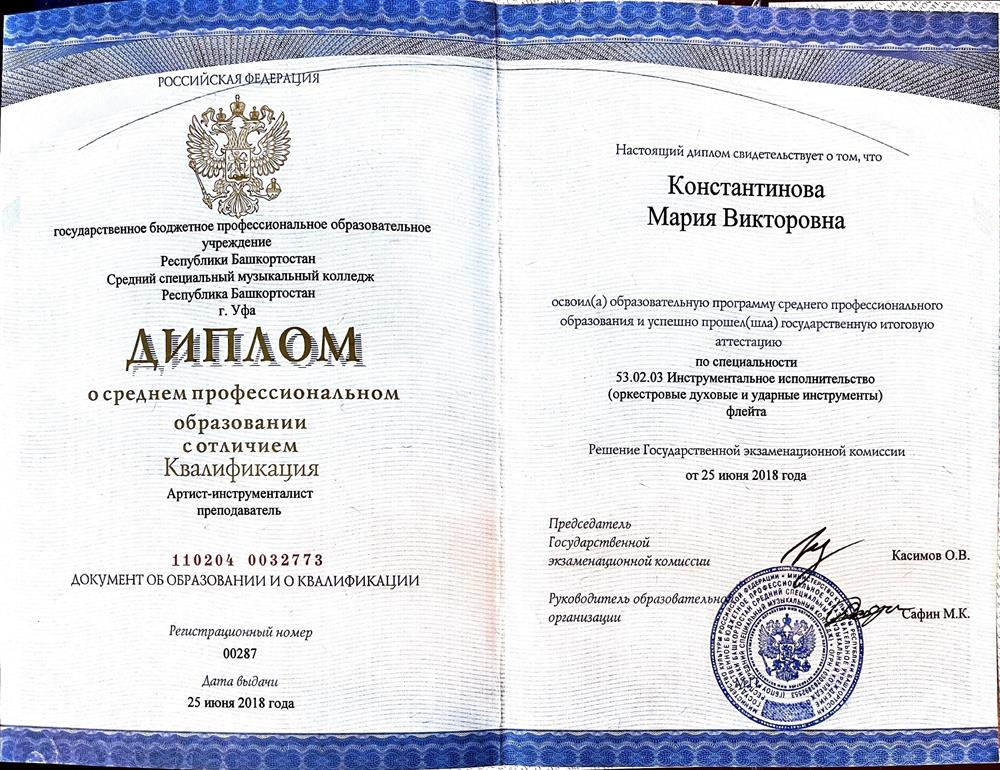 РОССИЙСКАЯ ФЕДЕРАЦИЯ
государственное бюджетное профессиональное образовательное
учреждение
Республики Башкортостан
Средний специальный музыкальный колледж
Республика Башкортостан
г. Уфа
ДИПЛОМ
о среднем профессиональном
образовании
с отличием
Квалификация
Артист-инструменталист
преподаватель
110204 0032773
ДОКУМЕНТ ОБ ОБРАЗОВАНИИ И О КВАЛИФИКАЦИИ
Регистрационный номер
00287
Дата выдачи
25 июня 2018 года
Настоящий диплом свидетельствует о том, что
Константинова
Мария Викторовна
освоил(а) образовательную программу среднего профессионального
образования и успешно прошел(шла) государственную итоговую
аттестацию
по специальности
53.02.03 Инструментальное исполнительство
(оркестровые духовые и ударные инструменты)
флейта
Решение Государственной экзаменационной комиссии
от 25 июня 2018 года
Председатель
Государственной
экзаменационной комиссии
Касимов О.В.
Руководитель образовательной
организации
Сафин М.К.